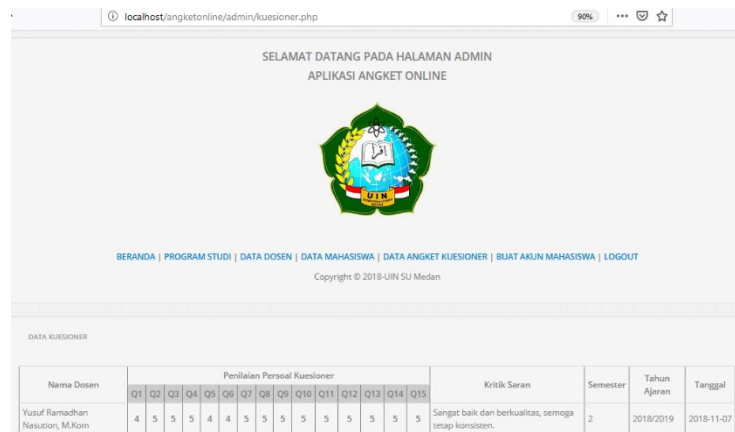 localhost/angketonline/admin/kuesioner.php
90%
SELAMAT DATANG PADA HALAMAN ADMIN
APLIKASI ANGKET ONLINE
UIN
BERANDA | PROGRAM STUDI | DATA DOSEN | DATA MAHASISWA | DATA ANGKET KUESIONER | BUAT AKUN MAHASISWA | LOGOUT
Copyright © 2018-UIN SU Medan
DATA KUESIONER
Nama Dosen Penilaian Persoal Kuesioner Kritik Saran Semester Tahun Ajaran Tanggal
Q1 Q2 Q3 Q4 Q5 Q6 Q7 Q8 Q9 Q10 Q11 Q12 Q13 Q14 Q15
Yusuf Ramadhan Nasution, M.Kom 4 5 5 5 4 4 5 5 5 5 5 5 5 5 5 Sangat baik dan berkualitas, semoga tetap konsisten. 2 2018/2019 2018-11-07